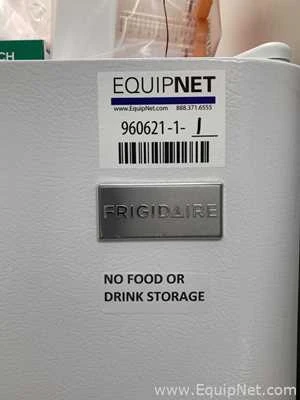 CH
EQUIPNET
www.EquipNet.com 888.371.6555
960621-1- 1
FRIGIDAIRE
NO FOOD OR
DRINK STORAGE
www.EquipNet.com